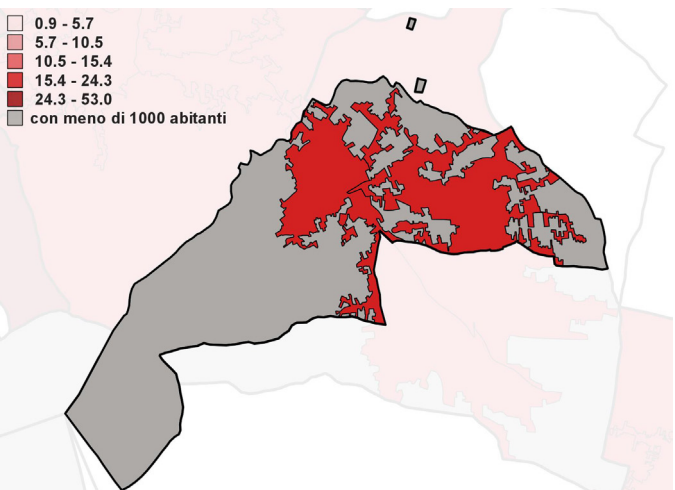 0.9 - 5.7
5.7 - 10.5
10.5 - 15.4
15.4 - 24.3
24.3 - 53.0
con meno di 1000 abitanti